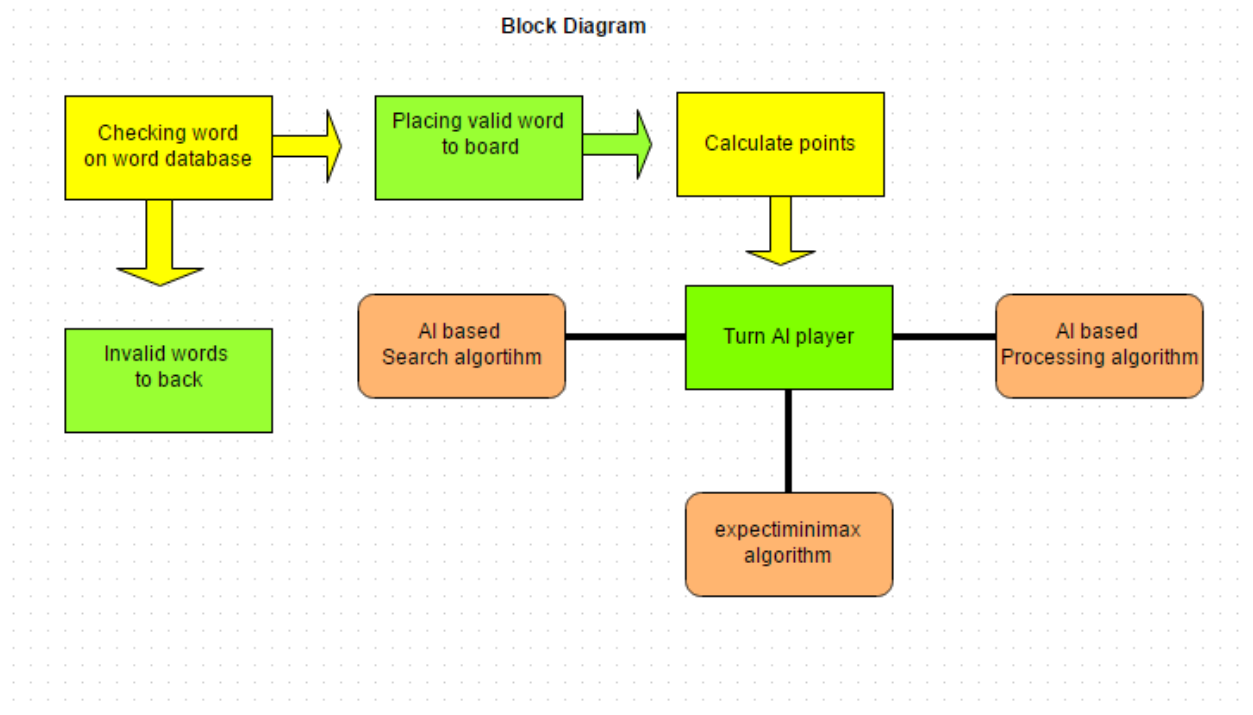 Block Diagram
Checking word
on word database
Placing valid word
to board
Calculate points
Invalid words
to back
AI based
Search algortihm
Turn AI player
AI based
Processing algorithm
expectiminimax
algorithm